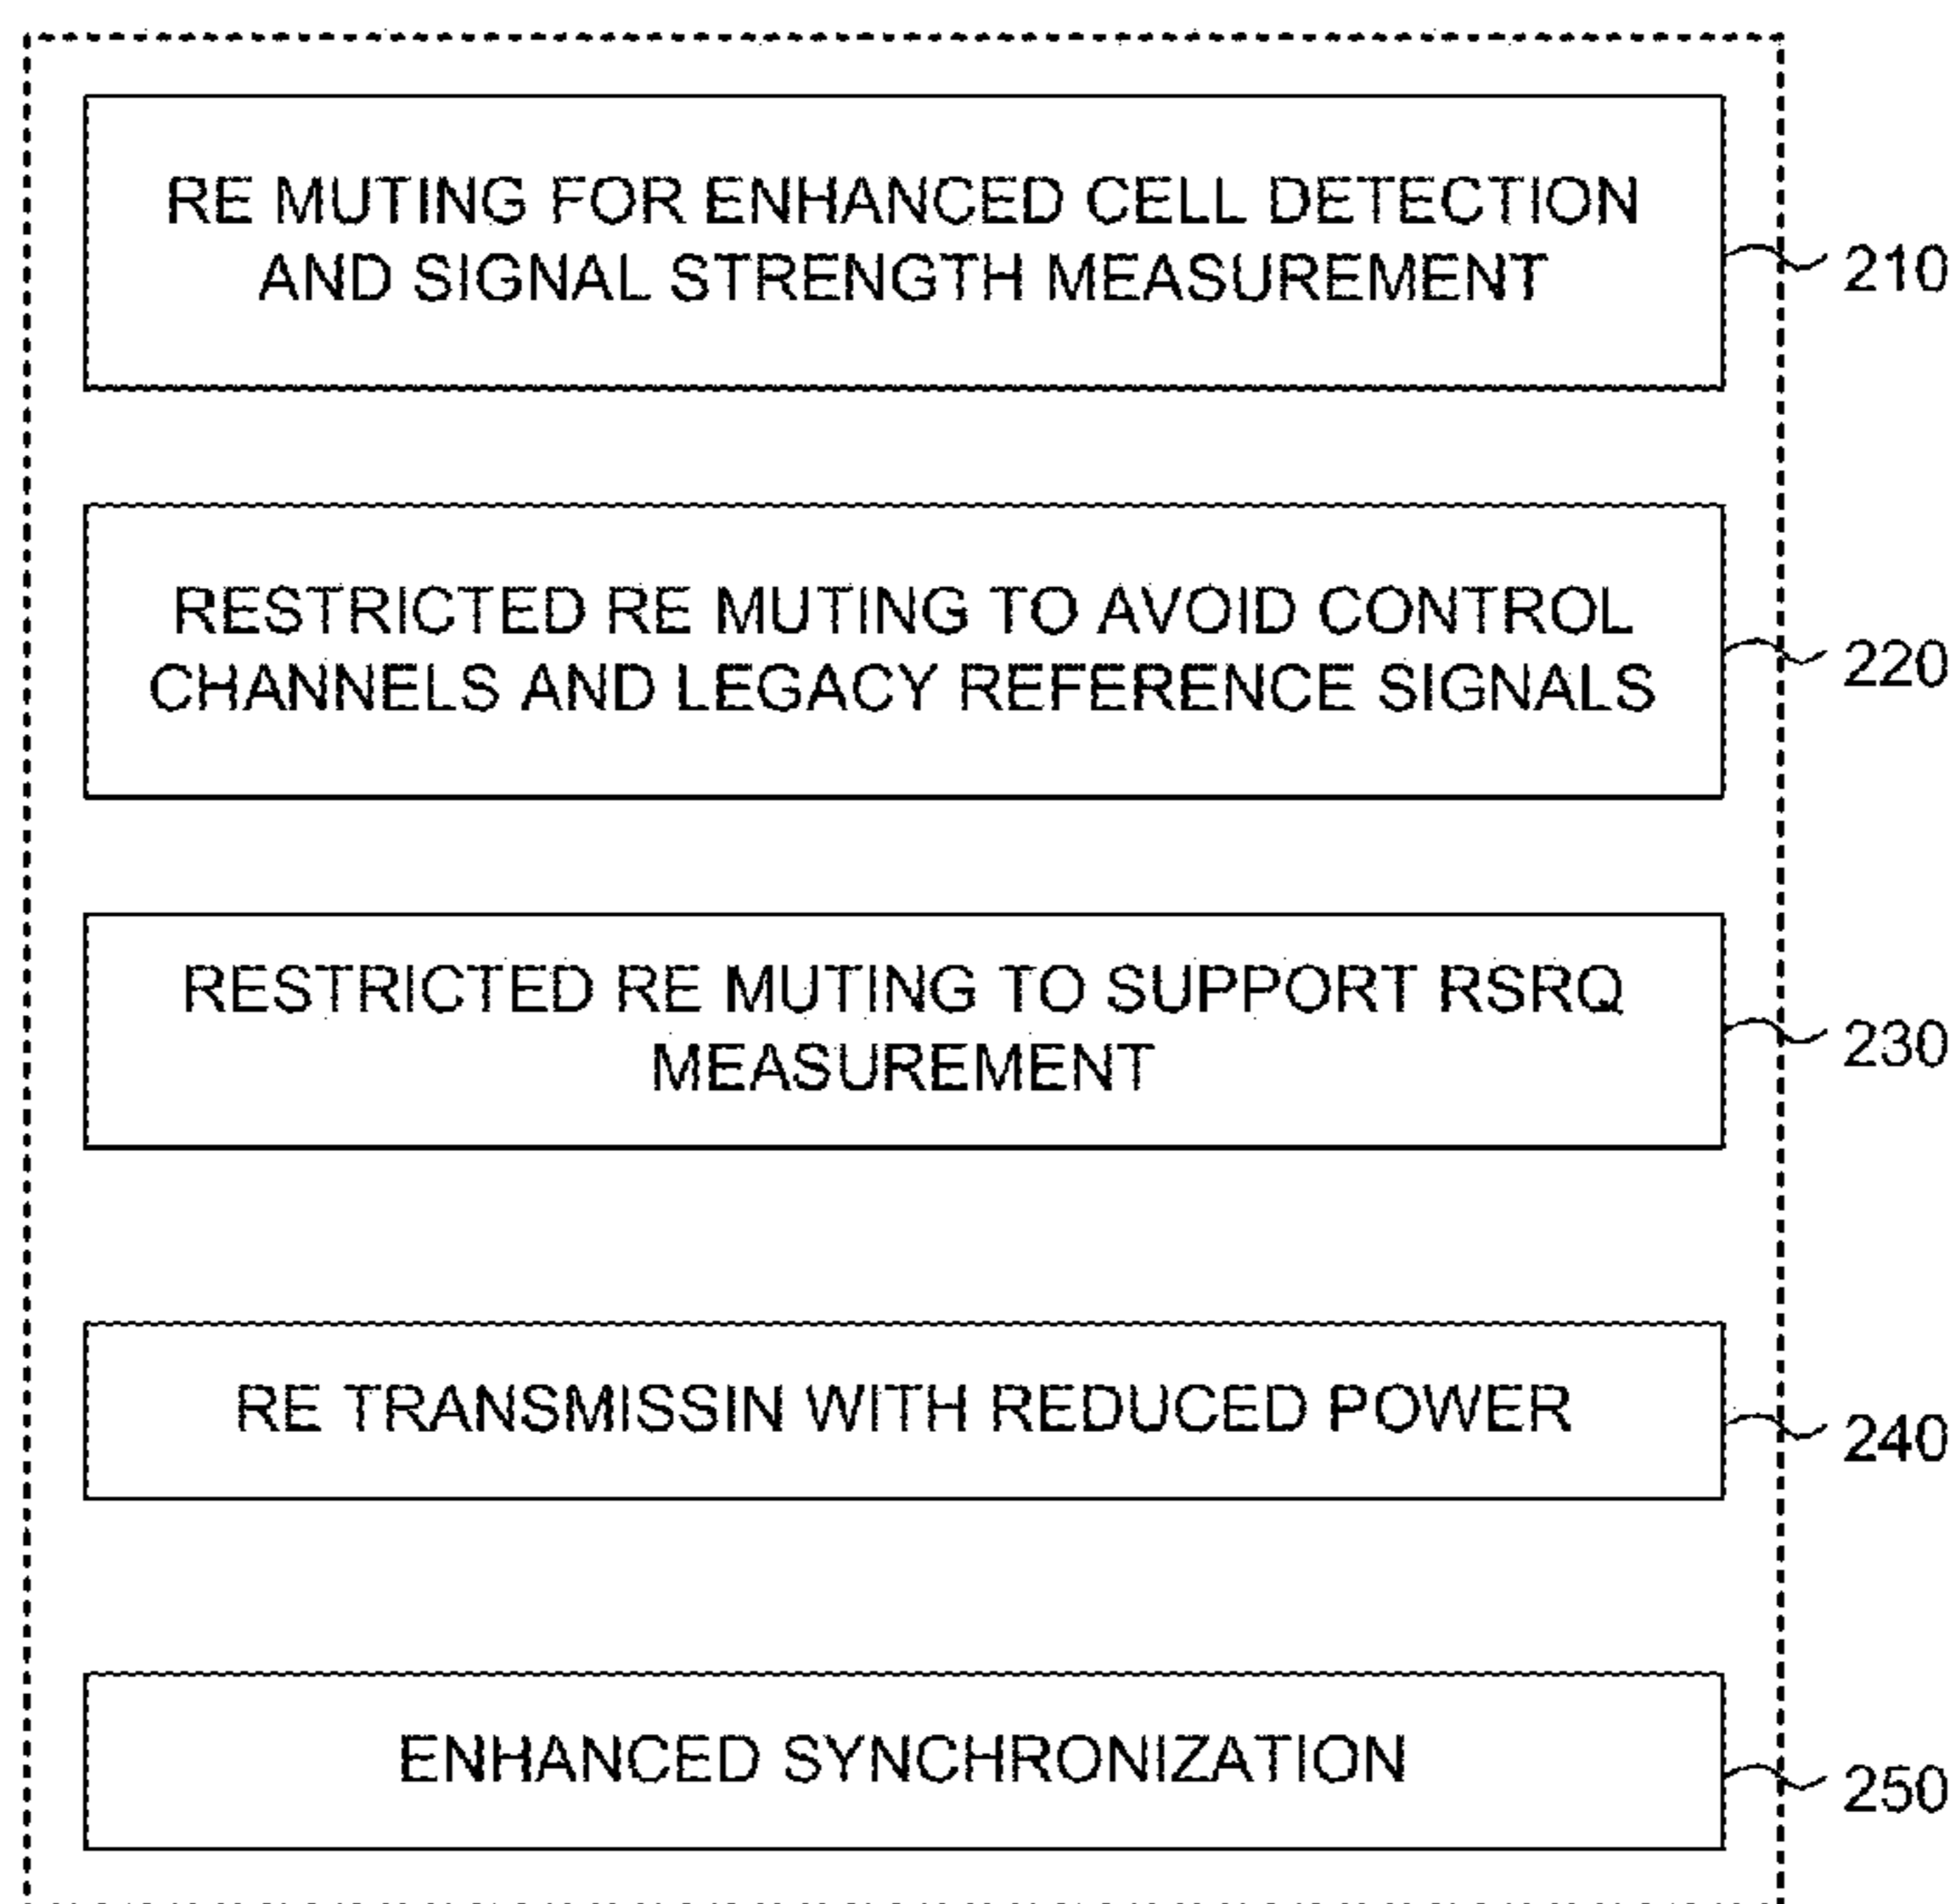 RE MUTING FOR ENHANCED CELL DETECTION
AND SIGNAL STRENGTH MEASUREMENT
210
RESTRICTED RE MUTING TO AVOID CONTROL
CHANNELS AND LEGACY REFERENCE SIGNALS
220
RESTRICTED RE MUTING TO SUPPORT RSRQ
MEASUREMENT
230
RE TRANSMISSIN WITH REDUCED POWER
240
ENHANCED SYNCHRONIZATION
250